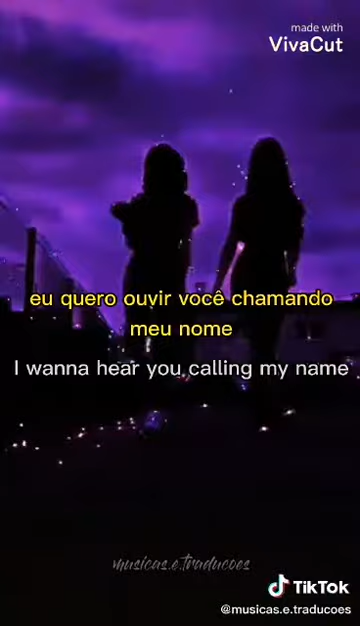 made with
VivaCut
eu quero ouvir você chamando
meu nome
I wanna hear you calling my name
musicas.e.traducoes
TikTok
@musicas.e.traducoes